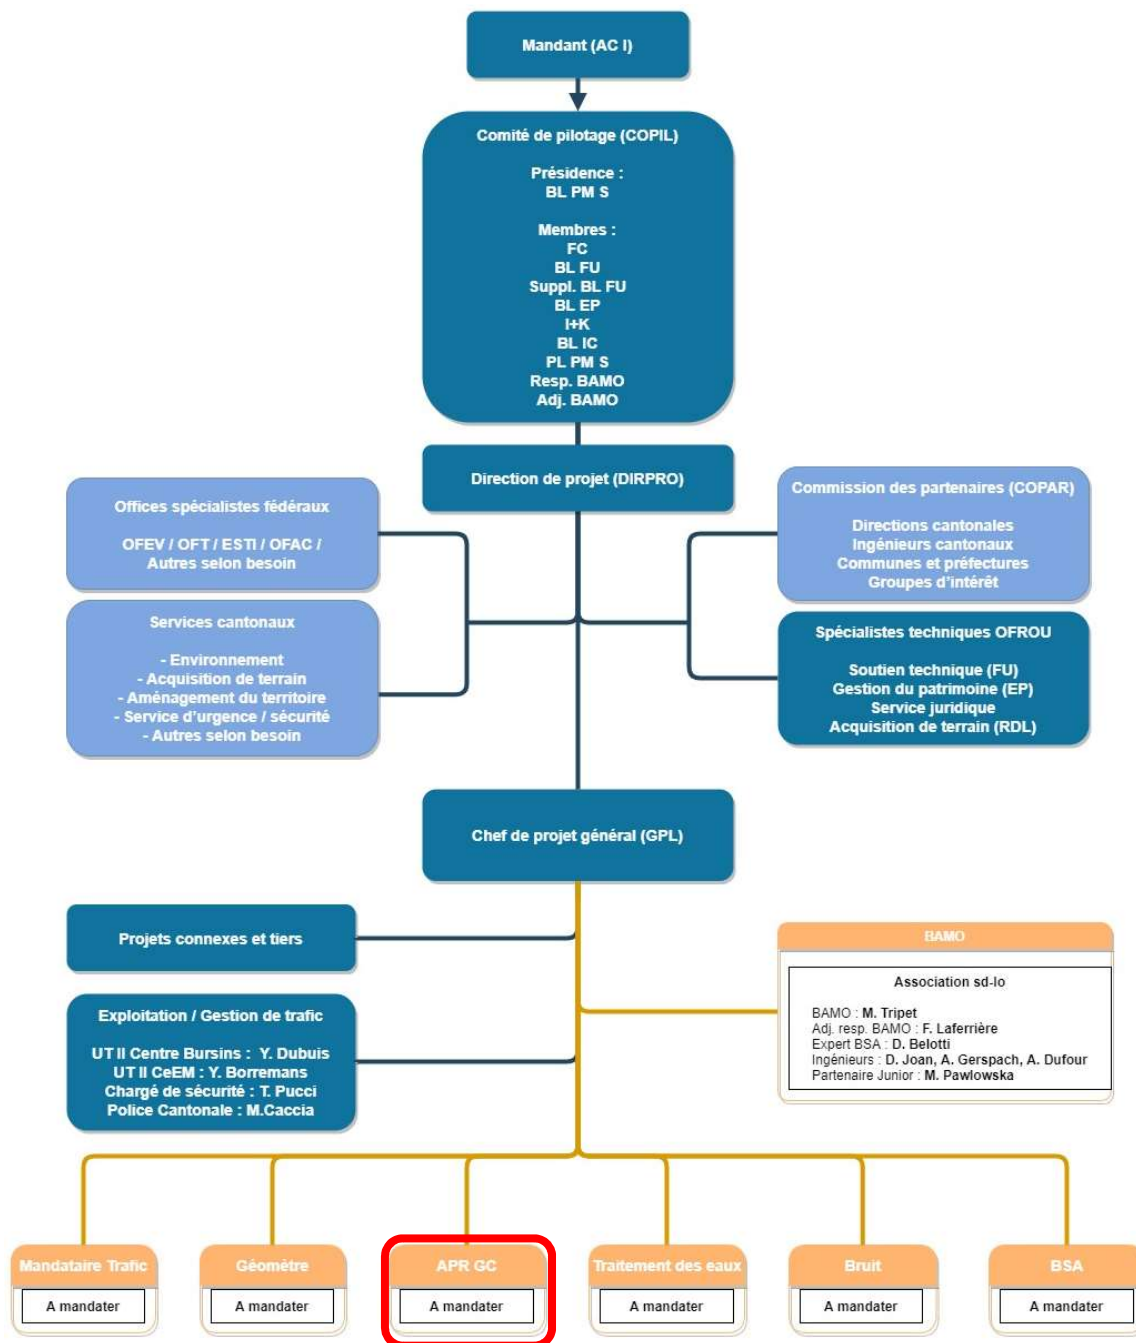 Mandant (AC I)
Comité de pilotage (COPIL)
Présidence :
BL PM S
Membres :
FC
BL FU
Suppl. BL FU
BL EP
I+K
BL IC
PL PM S
Resp. BAMO
Adj. BAMO
Direction de projet (DIRPRO)
Offices spécialistes fédéraux
OFEV / OFT / ESTI / OFAC /
Autres selon besoin
Commission des partenaires (COPAR)
Directions cantonales
Ingénieurs cantonaux
Communes et préfectures
Groupes d'intérêt
Services cantonaux
- Environnement
- Acquisition de terrain
- Aménagement du territoire
- Service d'urgence / sécurité
- Autres selon besoin
Spécialistes techniques OFROU
Soutien technique (FU)
Gestion du patrimoine (EP)
Service juridique
Acquisition de terrain (RDL)
Chef de projet général (GPL)
Projets connexes et tiers
BAMO
Association sd-lo
BAMO : M. Tripet
Adj. resp. BAMO : F. Laferrière
Expert BSA : D. Belotti
Ingénieurs : D. Joan, A. Gerspach, A. Dufour
Partenaire Junior : M. Pawlowska
Exploitation / Gestion de trafic
UT II Centre Bursins : Y. Dubuis
UT II CeEM : Y. Borremans
Chargé de sécurité : T. Pucci
Police Cantonale : M.Caccia
Mandataire Trafic
A mandater
Géomètre
A mandater
APR GC
A mandater
Traitement des eaux
A mandater
Bruit
A mandater
BSA
A mandater